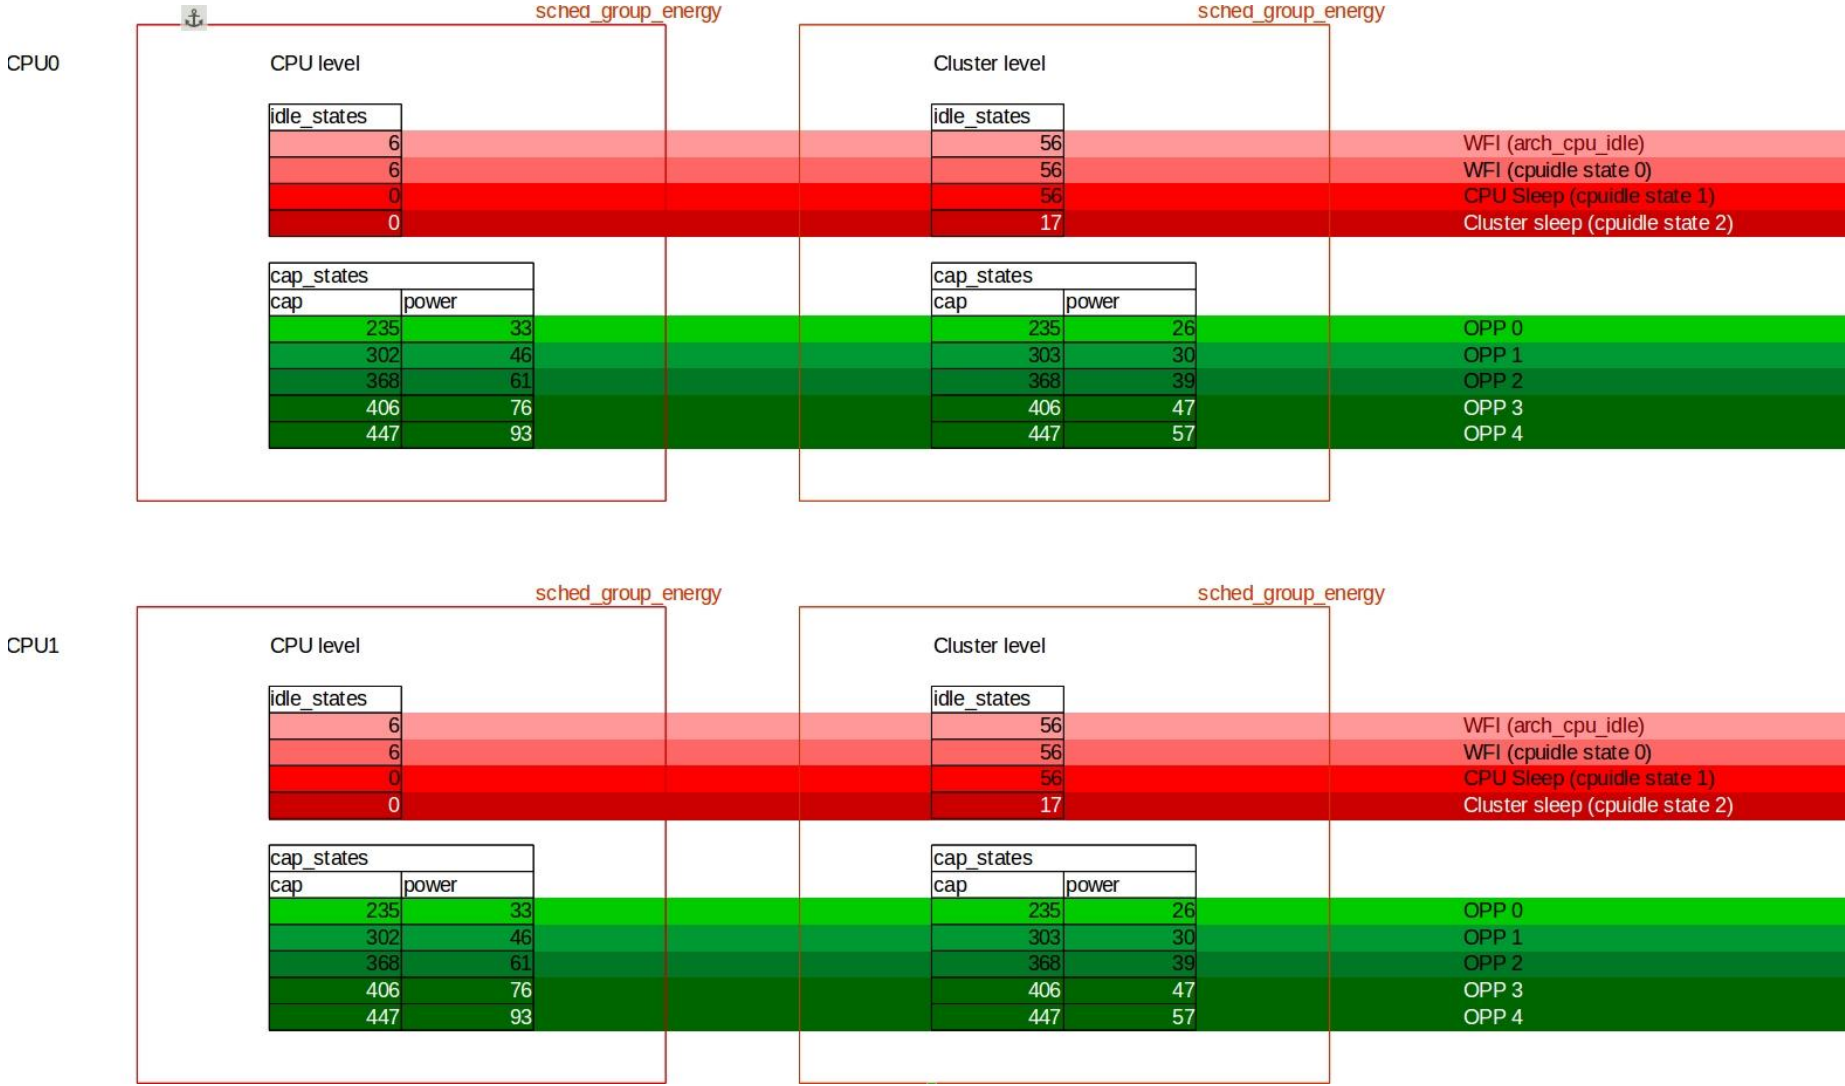 sched_group_energy sched_group_energy
CPU0 CPU level Cluster level
idle_states idle_states
6 56 WFI (arch_cpu_idle)
6 56 WFI (cpuidle state 0)
0 56 CPU Sleep (cpuidle state 1)
0 17 Cluster sleep (cpuidle state 2)
cap_states cap_states
cap power cap power
235 33 235 26 OPP 0
302 46 303 30 OPP 1
368 61 368 39 OPP 2
406 76 406 47 OPP 3
447 93 447 57 OPP 4
sched_group_energy sched_group_energy
CPU1 CPU level Cluster level
idle_states idle_states
6 56 WFI (arch_cpu_idle)
6 56 WFI (cpuidle state 0)
0 56 CPU Sleep (cpuidle state 1)
0 17 Cluster sleep (cpuidle state 2)
cap_states cap_states
cap power cap power
235 33 235 26 OPP 0
302 46 303 30 OPP 1
368 61 368 39 OPP 2
406 76 406 47 OPP 3
447 93 447 57 OPP 4